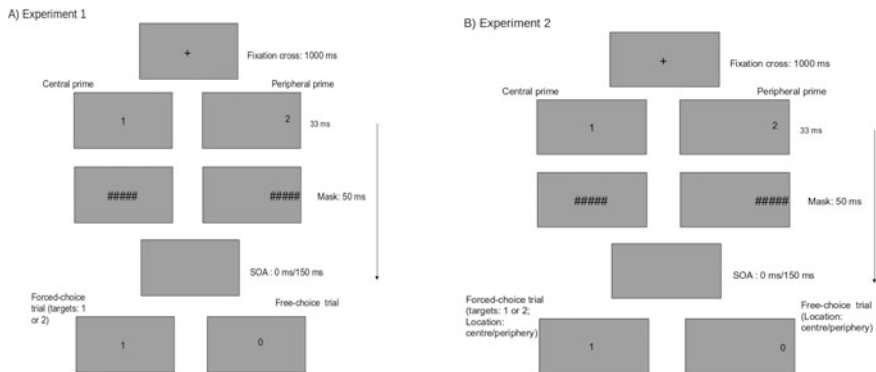 A) Experiment 1
+
Fixation cross: 1000 ms
Central prime
Peripheral prime
1
2
33 ms
#####
#####
Mask: 50 ms
SOA : 0 ms/150 ms
Forced-choice
trial (targets: 1
or 2)
Free-choice trial
1
0
B) Experiment 2
+
Fixation cross: 1000 ms
Central prime
Peripheral prime
1
2
33 ms
#####
#####
Mask: 50 ms
SOA : 0 ms/150 ms
Forced-choice trial
(targets: 1 or 2;
Location:
centre/periphery)
Free-choice trial
(Location:
centre/periphery)
1
0